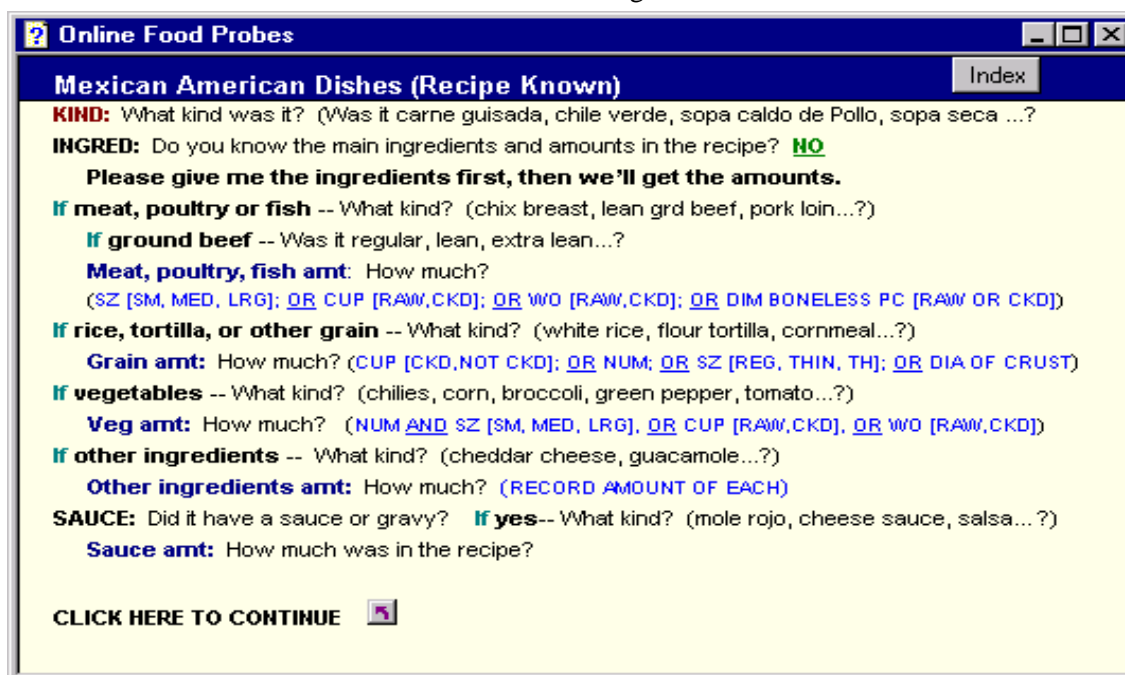 Online Food Probes
Mexican American Dishes (Recipe Known)
Index
KIND: What kind was it? (Was it carne guisada, chile verde, sopa caldo de Pollo, sopa seca ...?
INGRED: Do you know the main ingredients and amounts in the recipe? NO
Please give me the ingredients first, then we'll get the amounts.
If meat, poultry or fish -- What kind? (chix breast, lean grd beef, pork loin...?)
If ground beef -- Was it regular, lean, extra lean...?
Meat, poultry, fish amt: How much?
(SZ [SM, MED, LRG]; OR CUP [RAW,CKD]; OR WO [RAW,CKD]; OR DIM BONELESS PC [RAW OR CKD])
If rice, tortilla, or other grain -- What kind? (white rice, flour tortilla, cornmeal...?)
Grain amt: How much? (CUP [CKD,NOT CKD]; OR NUM; OR SZ [REG, THIN, TH]; OR DIA OF CRUST)
If vegetables -- What kind? (chilies, corn, broccoli, green pepper, tomato...?)
Veg amt: How much? (NUM AND SZ [SM, MED, LRG], OR CUP [RAW,CKD], OR WO [RAW,CKD])
If other ingredients -- What kind? (cheddar cheese, guacamole...?)
Other ingredients amt: How much? (RECORD AMOUNT OF EACH)
SAUCE: Did it have a sauce or gravy? If yes-- What kind? (mole rojo, cheese sauce, salsa...?)
Sauce amt: How much was in the recipe?
CLICK HERE TO CONTINUE